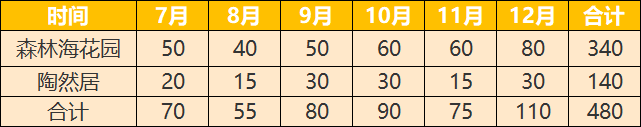 时间 7月 8月 9月 10月 11月 12月 合计
森林海花园 50 40 50 60 60 80 340
陶然居 20 15 30 30 15 30 140
合计 70 55 80 90 75 110 480